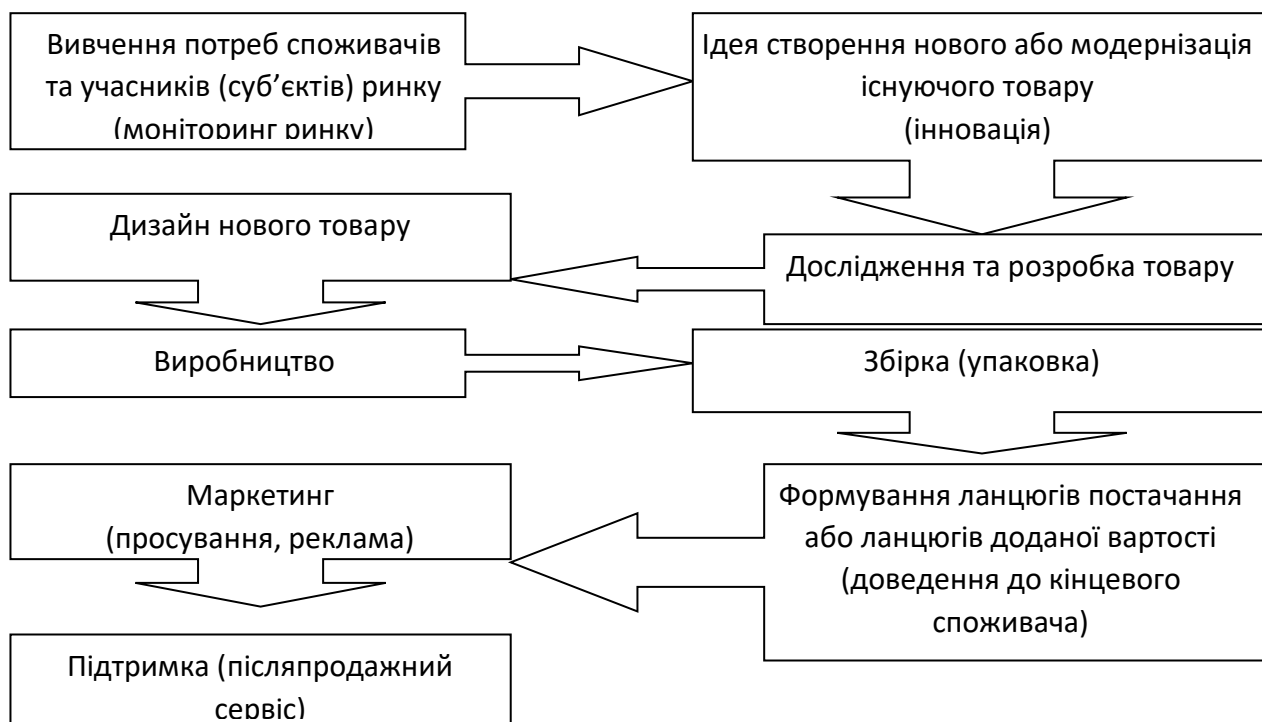 Вивчення потреб споживачів
та учасників (суб’єктів) ринку
(моніторинг ринку)
Ідея створення нового або модернізація
існуючого товару
(інновація)
Дослідження та розробка товару
Дизайн нового товару
Виробництво
Збірка (упаковка)
Формування ланцюгів постачання
або ланцюгів доданої вартості
(доведення до кінцевого
споживача)
Маркетинг
(просування, реклама)
Підтримка (післяпродажний
сервіс)